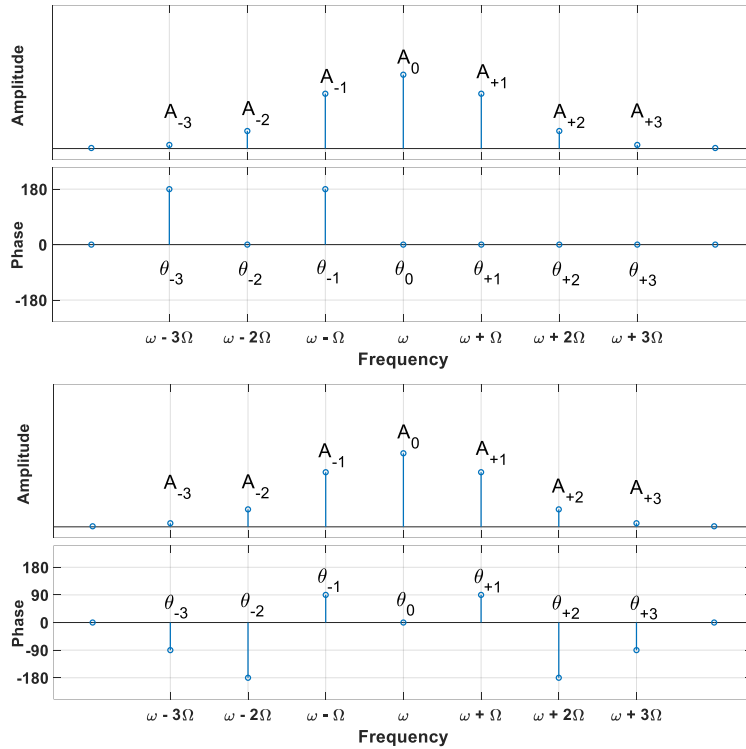 Amplitude
A-3
A-2
A-1
A0
A+1
A+2
A+3
Phase
180
0
-180
θ-3
θ-2
θ-1
θ0
θ+1
θ+2
θ+3
ω - 3Ω
ω - 2Ω
ω - Ω
ω
ω + Ω
ω + 2Ω
ω + 3Ω
Frequency
Amplitude
A-3
A-2
A-1
A0
A+1
A+2
A+3
Phase
180
90
0
-90
-180
θ-3
θ-2
θ-1
θ0
θ+1
θ+2
θ+3
ω - 3Ω
ω - 2Ω
ω - Ω
ω
ω + Ω
ω + 2Ω
ω + 3Ω
Frequency